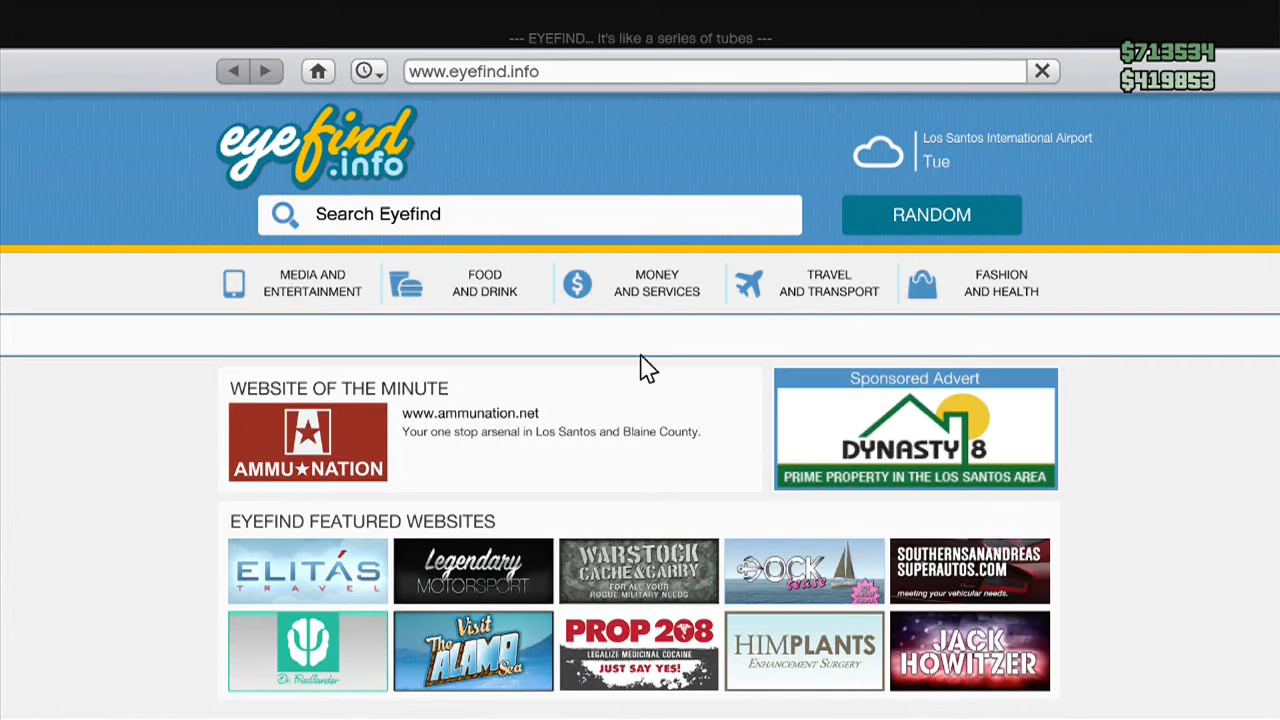 --- EYEFIND... It's like a series of tubes ---
$713534
www.eyefind.info
$419853
eyefind
.info
Los Santos International Airport
Tue
Search Eyefind
RANDOM
MEDIA AND
ENTERTAINMENT
FOOD
AND DRINK
MONEY
AND SERVICES
TRAVEL
AND TRANSPORT
FASHION
AND HEALTH
WEBSITE OF THE MINUTE
AMMU★NATION
www.ammunation.net
Your one stop arsenal in Los Santos and Blaine County.
Sponsored Advert
DYNASTY 8
PRIME PROPERTY IN THE LOS SANTOS AREA
EYEFIND FEATURED WEBSITES
ELITÁS
TRAVEL
Legendary
MOTORSPORT
WARSTOCK
CACHE & CARRY
FOR ALL YOUR
ROGUE MILITARY NEEDS
DOCK
tease
SOUTHERNSANANDREAS
SUPERAUTOS.COM
meeting your vehicular needs.
Dr. Friedlander
Visit
The
ALAMO
Sea
PROP 208
LEGALIZE MEDICINAL COCAINE
JUST SAY YES!
HIMPLANTS
ENHANCEMENT SURGERY
JACK
HOWITZER